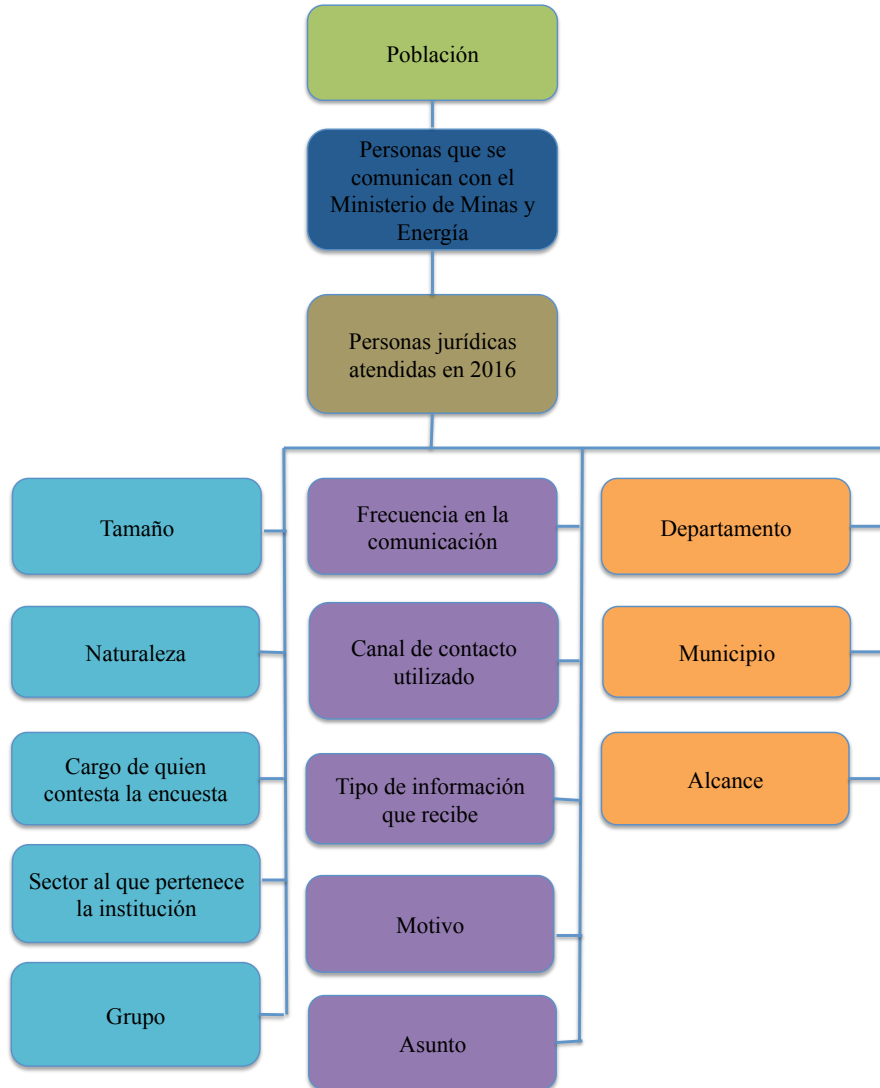 Población
Personas que se
comunican con el
Ministerio de Minas y
Energía
Personas jurídicas
atendidas en 2016
Tamaño
Naturaleza
Cargo de quien
contesta la encuesta
Sector al que pertenece
la institución
Grupo
Frecuencia en la
comunicación
Canal de contacto
utilizado
Tipo de información
que recibe
Motivo
Asunto
Departamento
Municipio
Alcance